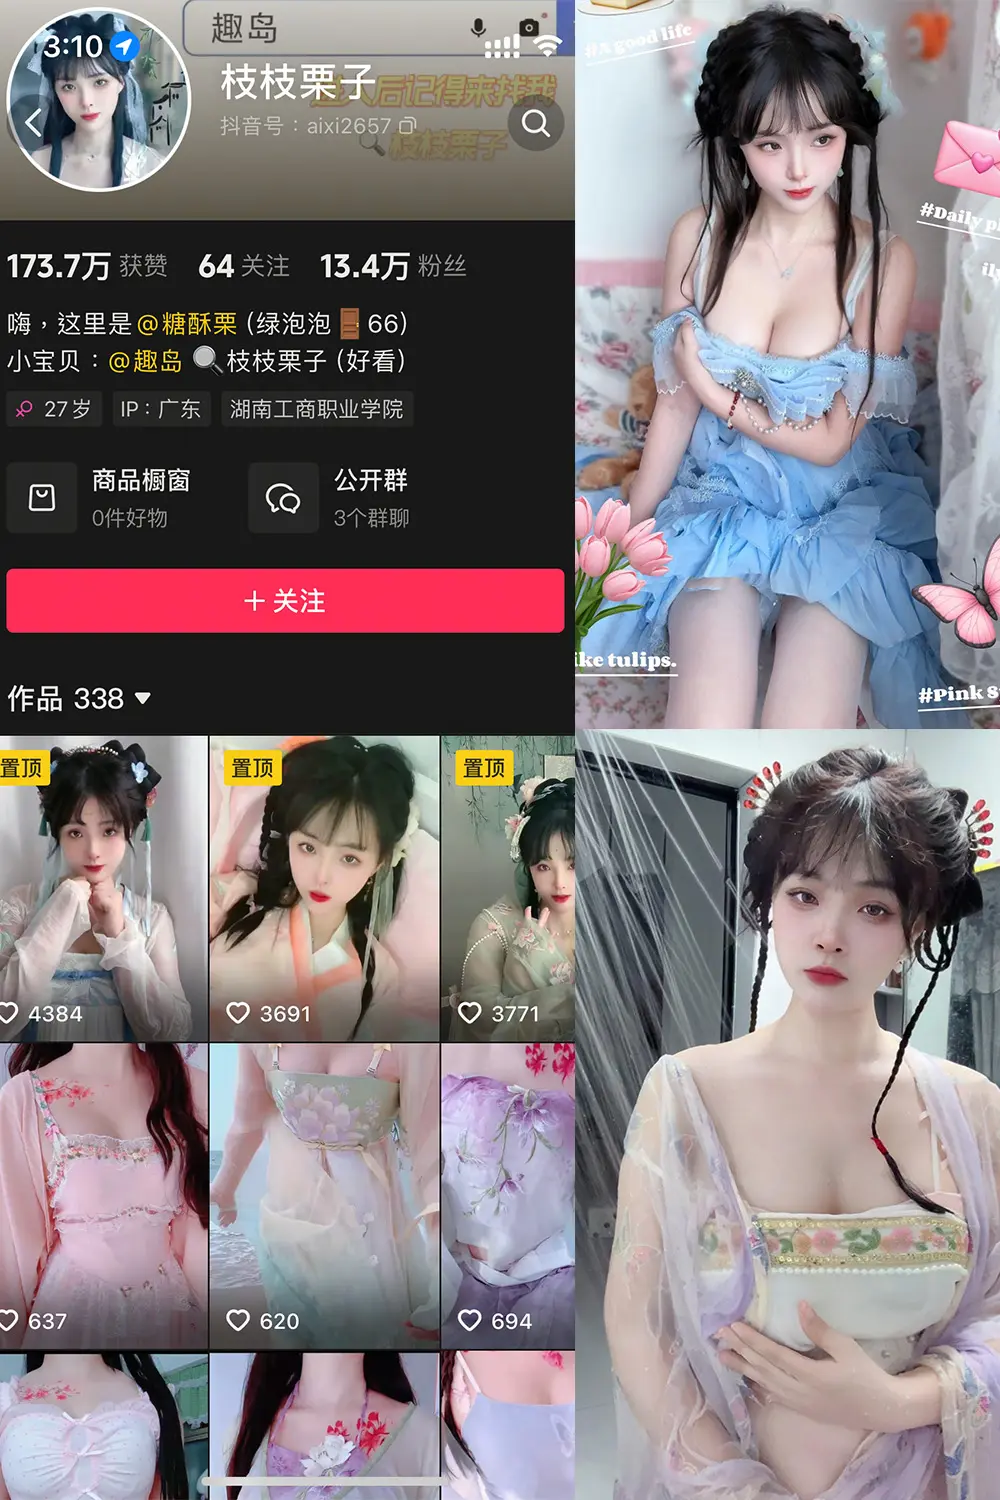 3:10
趣岛
枝枝栗子
进入后记得来找我
抖音号：aixi2657
枝枝栗子
173.7万 获赞 64 关注 13.4万 粉丝
嗨，这里是@糖酥栗 (绿泡泡🚪66)
小宝贝：@趣岛 🔍枝枝栗子 (好看)
27岁 IP：广东 湖南工商职业学院
商品橱窗
0件好物
公开群
3个群聊
+ 关注
作品 338
置顶
4384
置顶
3691
置顶
3771
637
620
694
#A good life
#Daily p
ike tulips.
#Pink